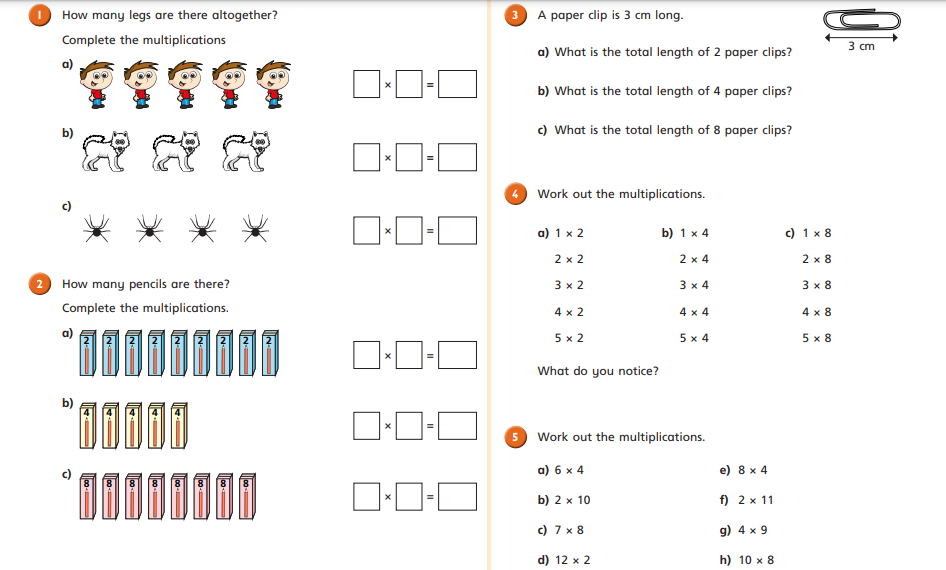 1 How many legs are there altogether?
Complete the multiplications
a)
× =
b)
× =
c)
× =
2 How many pencils are there?
Complete the multiplications.
a) 2 2 2 2 2 2 2 2 2
× =
b) 4 4 4 4 4
× =
c) 8 8 8 8 8 8 8 8
× =
3 A paper clip is 3 cm long.
3 cm
a) What is the total length of 2 paper clips?
b) What is the total length of 4 paper clips?
c) What is the total length of 8 paper clips?
4 Work out the multiplications.
a) 1 × 2 b) 1 × 4 c) 1 × 8
2 × 2 2 × 4 2 × 8
3 × 2 3 × 4 3 × 8
4 × 2 4 × 4 4 × 8
5 × 2 5 × 4 5 × 8
What do you notice?
5 Work out the multiplications.
a) 6 × 4 e) 8 × 4
b) 2 × 10 f) 2 × 11
c) 7 × 8 g) 4 × 9
d) 12 × 2 h) 10 × 8